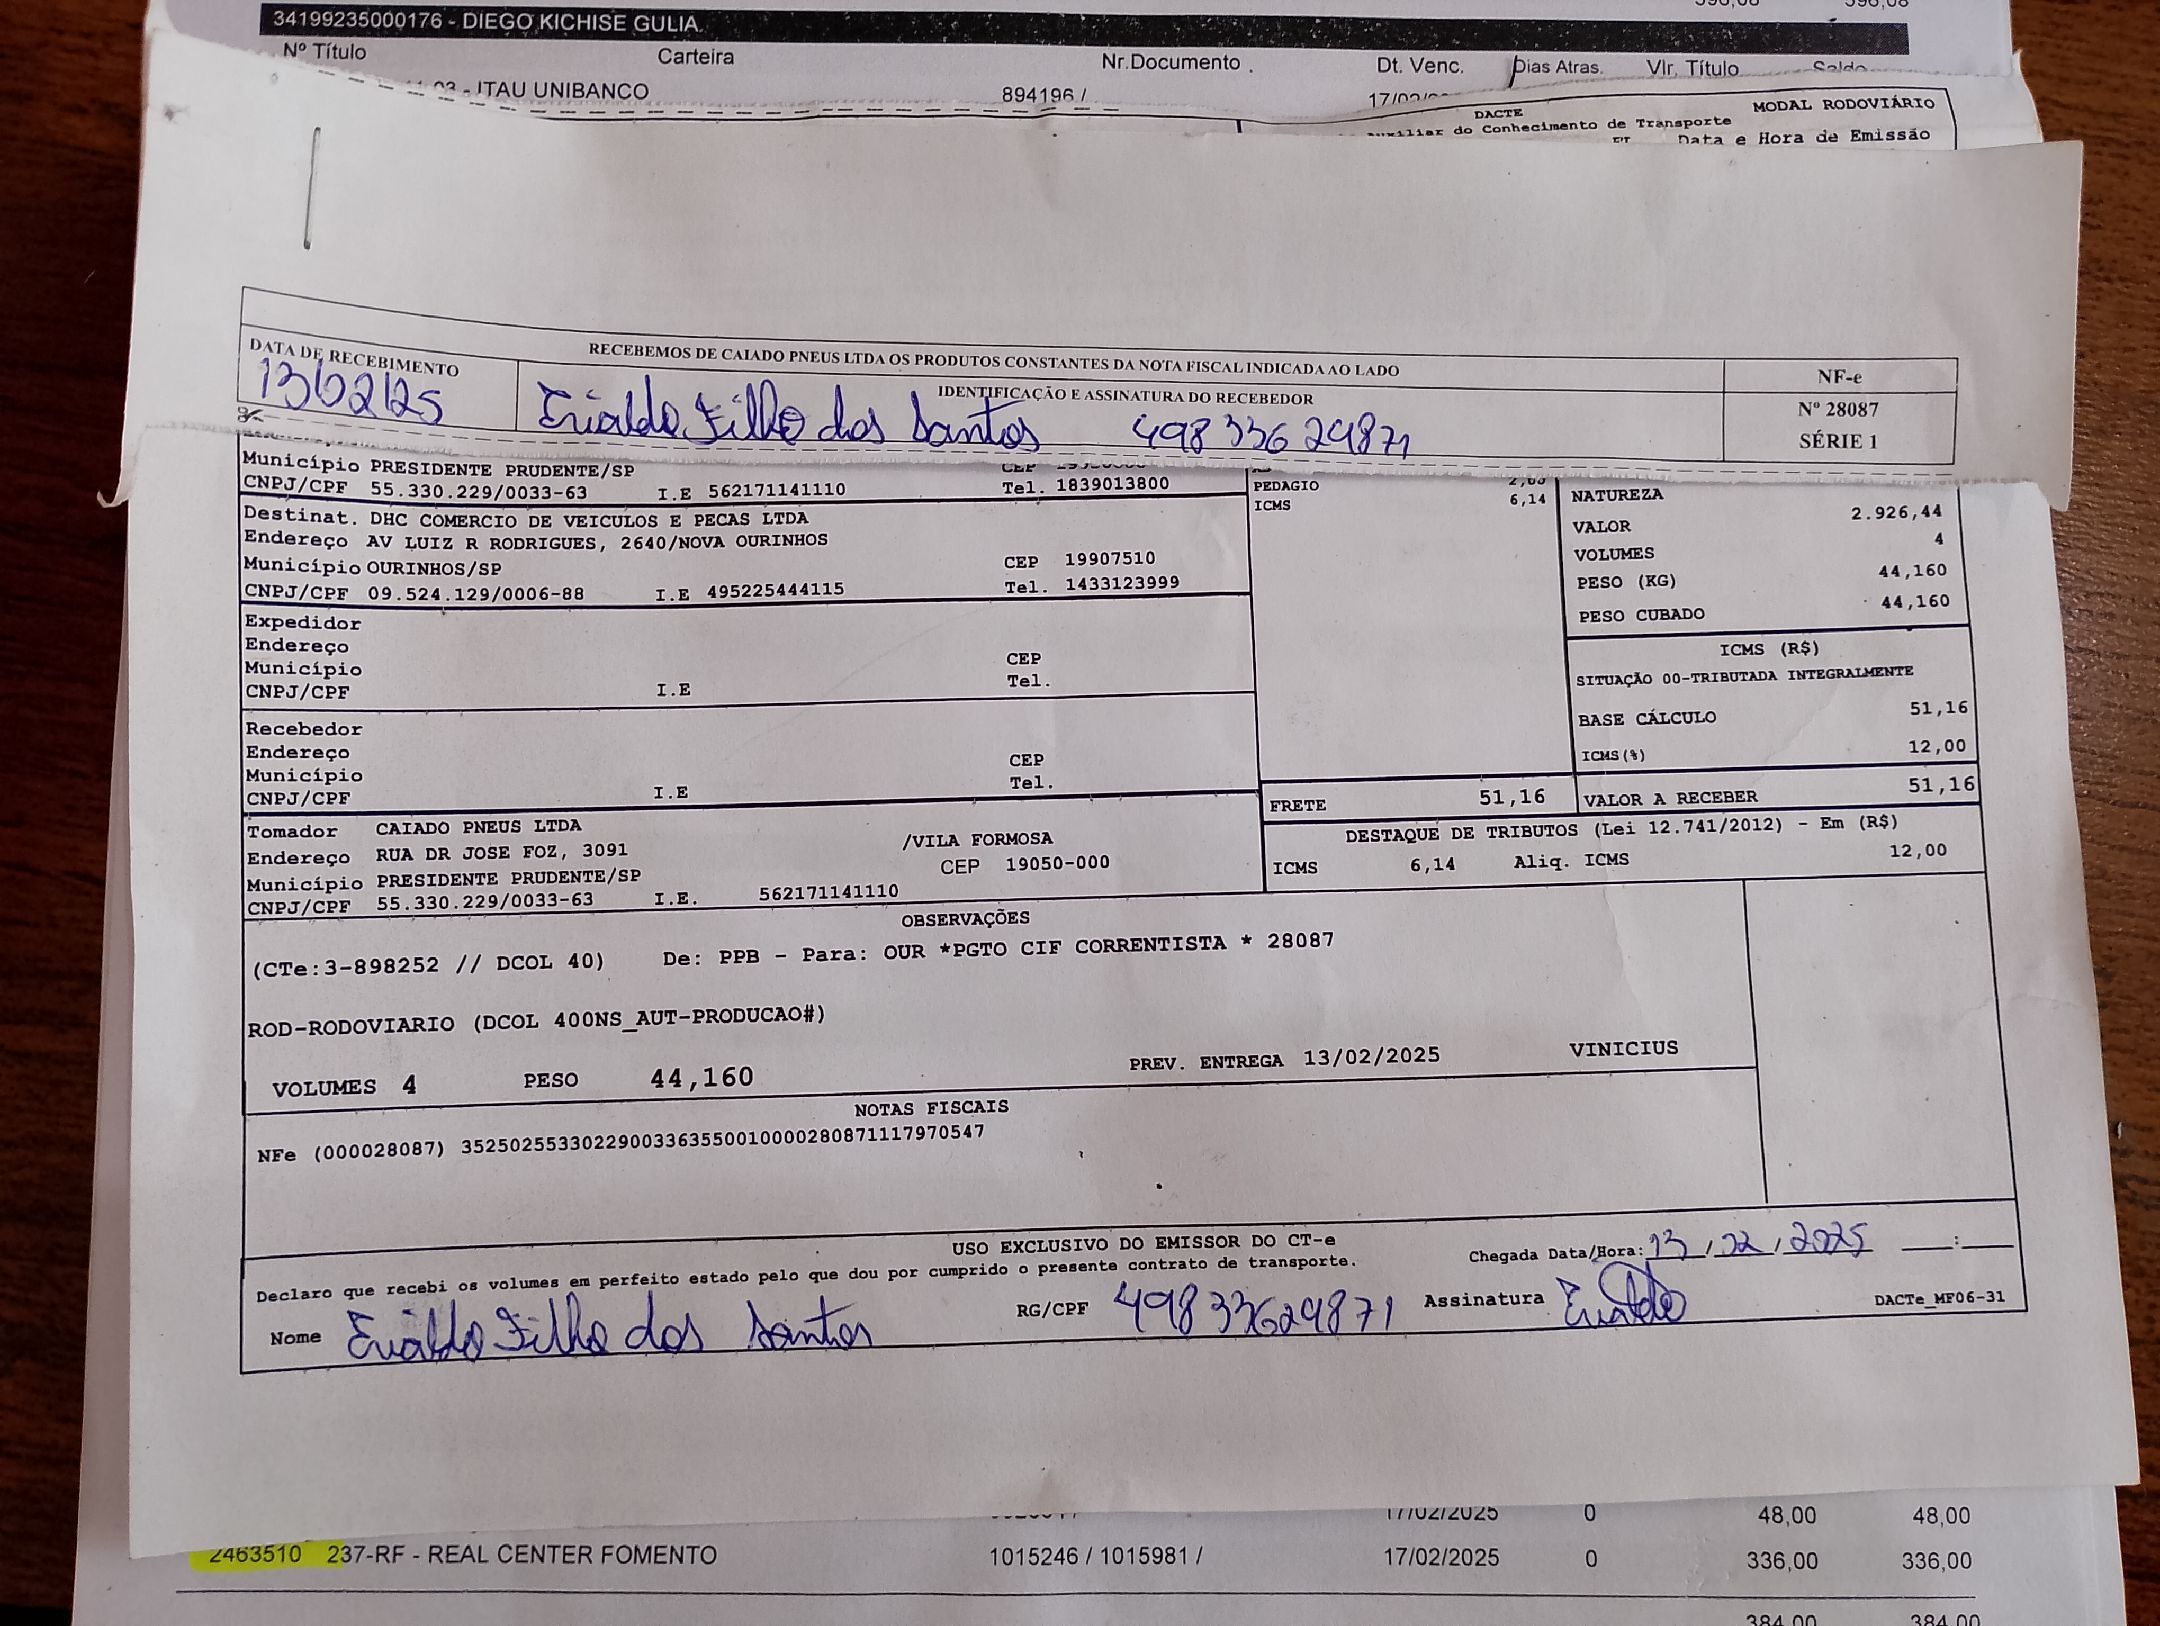 34199235000176 - DIEGO KICHISE GULIA
Nº Título Carteira Nr.Documento Dt. Venc. Dias Atras. Vlr. Título Saldo
- ITAU UNIBANCO 894196 /
DACTE MODAL RODOVIÁRIO
do Conhecimento de Transporte
Data e Hora de Emissão
RECEBEMOS DE CAIADO PNEUS LTDA OS PRODUTOS CONSTANTES DA NOTA FISCAL INDICADA AO LADO
DATA DE RECEBIMENTO
13/02/25
IDENTIFICAÇÃO E ASSINATURA DO RECEBEDOR
Erialdo Filho dos Santos 49833624871
NF-e
Nº 28087
SÉRIE 1
Município PRESIDENTE PRUDENTE/SP CEP
CNPJ/CPF 55.330.229/0033-63 I.E 562171141110 Tel. 1839013800
PEDAGIO
ICMS 6,14
Destinat. DHC COMERCIO DE VEICULOS E PECAS LTDA
Endereço AV LUIZ R RODRIGUES, 2640/NOVA OURINHOS
Município OURINHOS/SP CEP 19907510
CNPJ/CPF 09.524.129/0006-88 I.E 495225444115 Tel. 1433123999
NATUREZA
VALOR 2.926,44
VOLUMES 4
PESO (KG) 44,160
PESO CUBADO 44,160
Expedidor
Endereço
Município CEP
CNPJ/CPF I.E Tel.
ICMS (R$)
SITUAÇÃO 00-TRIBUTADA INTEGRALMENTE
BASE CÁLCULO 51,16
ICMS(%) 12,00
Recebedor
Endereço
Município CEP
CNPJ/CPF I.E Tel.
FRETE 51,16 VALOR A RECEBER 51,16
Tomador CAIADO PNEUS LTDA
Endereço RUA DR JOSE FOZ, 3091 /VILA FORMOSA
Município PRESIDENTE PRUDENTE/SP CEP 19050-000
CNPJ/CPF 55.330.229/0033-63 I.E. 562171141110
DESTAQUE DE TRIBUTOS (Lei 12.741/2012) - Em (R$)
ICMS 6,14 Aliq. ICMS 12,00
OBSERVAÇÕES
(CTe:3-898252 // DCOL 40) De: PPB - Para: OUR *PGTO CIF CORRENTISTA * 28087
ROD-RODOVIARIO (DCOL 400NS_AUT-PRODUCAO#)
VOLUMES 4 PESO 44,160 PREV. ENTREGA 13/02/2025 VINICIUS
NOTAS FISCAIS
NFe (000028087) 35250255330229003363550010000280871117970547
USO EXCLUSIVO DO EMISSOR DO CT-e
Declaro que recebi os volumes em perfeito estado pelo que dou por cumprido o presente contrato de transporte.
Chegada Data/Hora: 13/02/2025 __:__
Nome Erialdo Filho dos Santos RG/CPF 49833624871 Assinatura Erialdo DACTe_MF06-31
17/02/2025 0 48,00 48,00
2463510 237-RF - REAL CENTER FOMENTO 1015246 / 1015981 / 17/02/2025 0 336,00 336,00
384,00 384,00